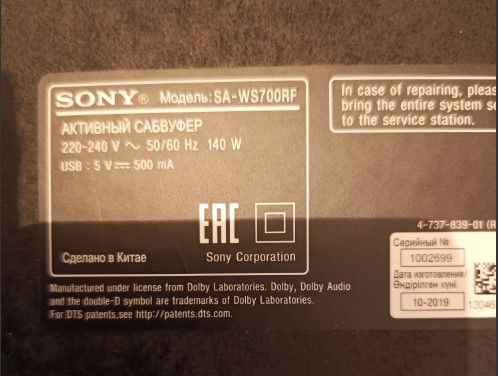 SONY® Модель: SA-WS700RF
АКТИВНЫЙ САБВУФЕР
220-240 V ~ 50/60 Hz 140 W
USB : 5 V ⎓ 500 mA
EAC
Сделано в Китае
Sony Corporation
Manufactured under license from Dolby Laboratories. Dolby, Dolby Audio
and the double-D symbol are trademarks of Dolby Laboratories.
For DTS patents,see http://patents.dts.com.
In case of repairing, please
bring the entire system
to the service station.
4-737-839-01
Серийный №
1002699
Дата изготовления/
Өндірілген күні
10-2019